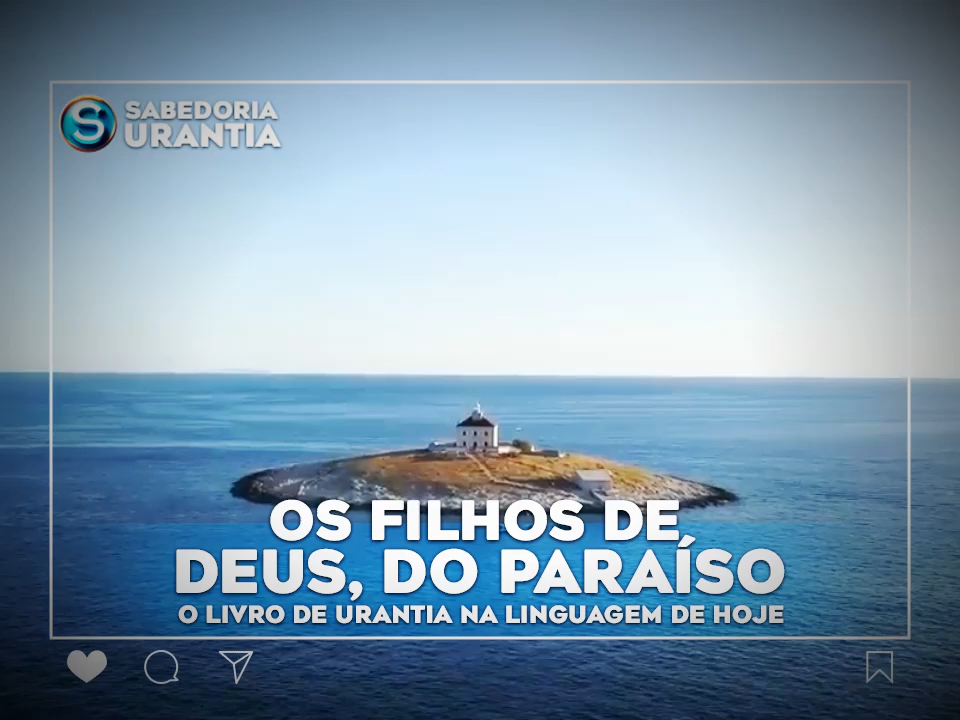 SABEDORIA
URANTIA
OS FILHOS DE
DEUS, DO PARAÍSO
O LIVRO DE URANTIA NA LINGUAGEM DE HOJE